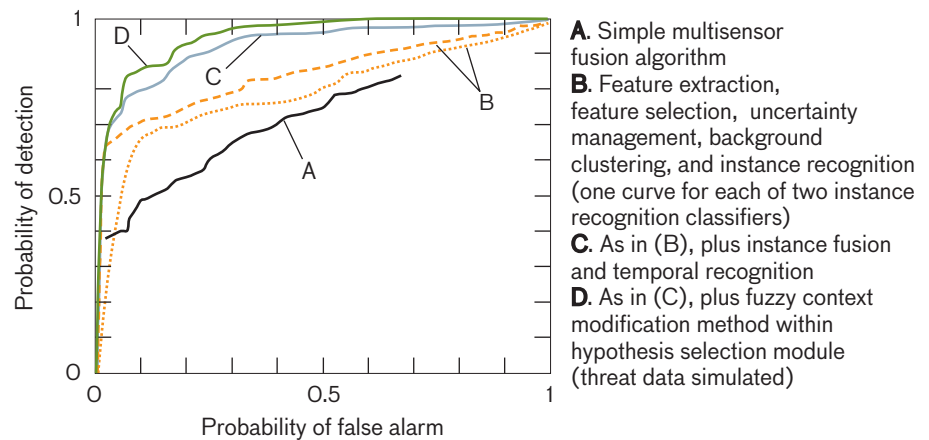 1
D
C
B
A
0.5
0
0
0.5
1
Probability of detection
Probability of false alarm
A. Simple multisensor
fusion algorithm
B. Feature extraction,
feature selection, uncertainty
management, background
clustering, and instance recognition
(one curve for each of two instance
recognition classifiers)
C. As in (B), plus instance fusion
and temporal recognition
D. As in (C), plus fuzzy context
modification method within
hypothesis selection module
(threat data simulated)